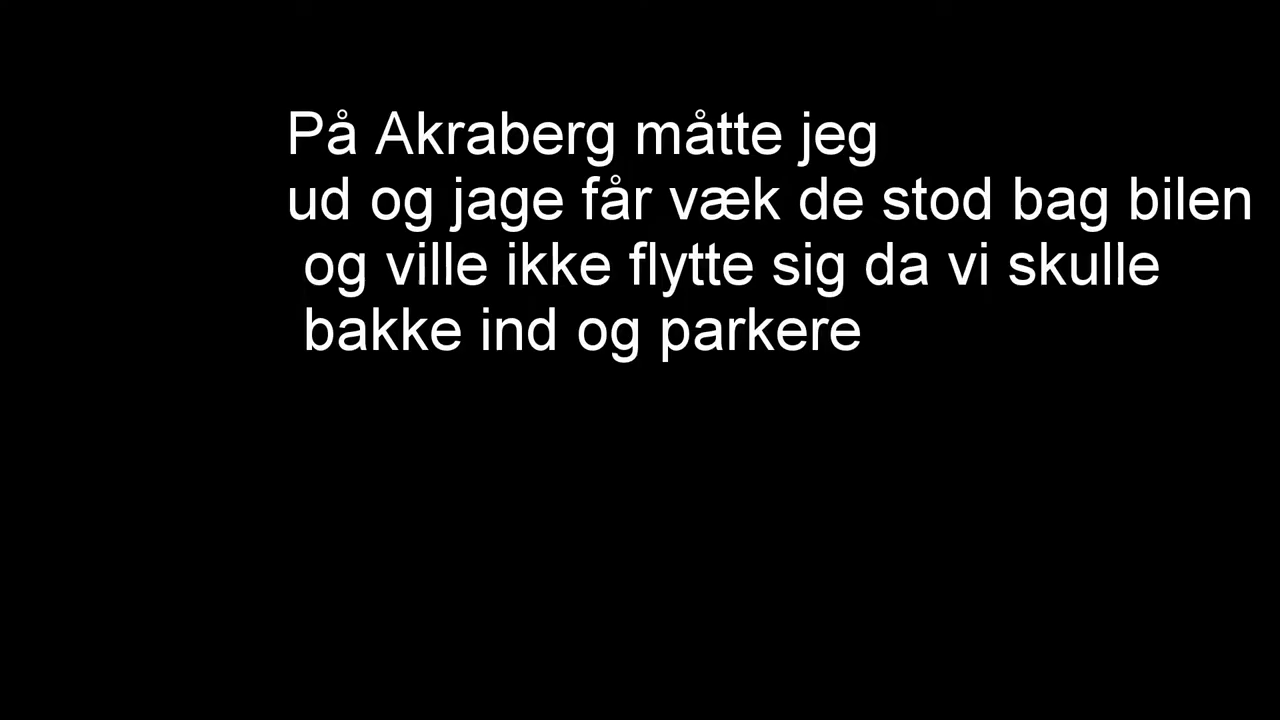 På Akraberg måtte jeg
ud og jage får væk de stod bag bilen
og ville ikke flytte sig da vi skulle
bakke ind og parkere